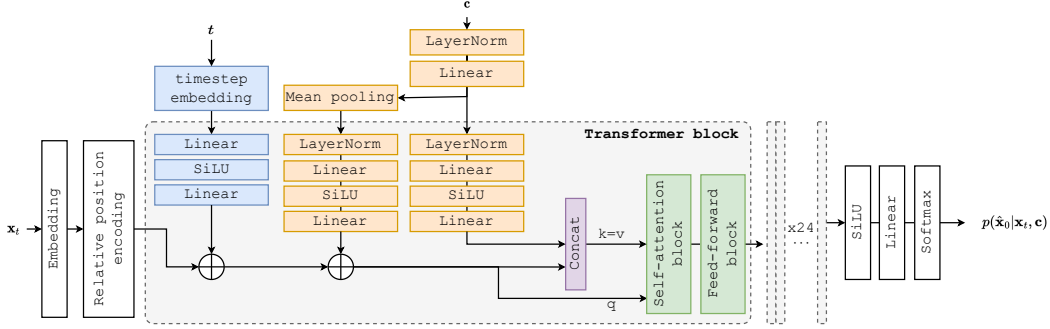 c
t
LayerNorm
Linear
timestep
embedding
Mean pooling
Transformer block
Linear
SiLU
Linear
LayerNorm
Linear
SiLU
Linear
LayerNorm
Linear
SiLU
Linear
x_t
Embedding
Relative position
encoding
Concat
k=v
q
Self-attention
block
Feed-forward
block
x24
...
SiLU
Linear
Softmax
p(x̂_0|x_t, c)